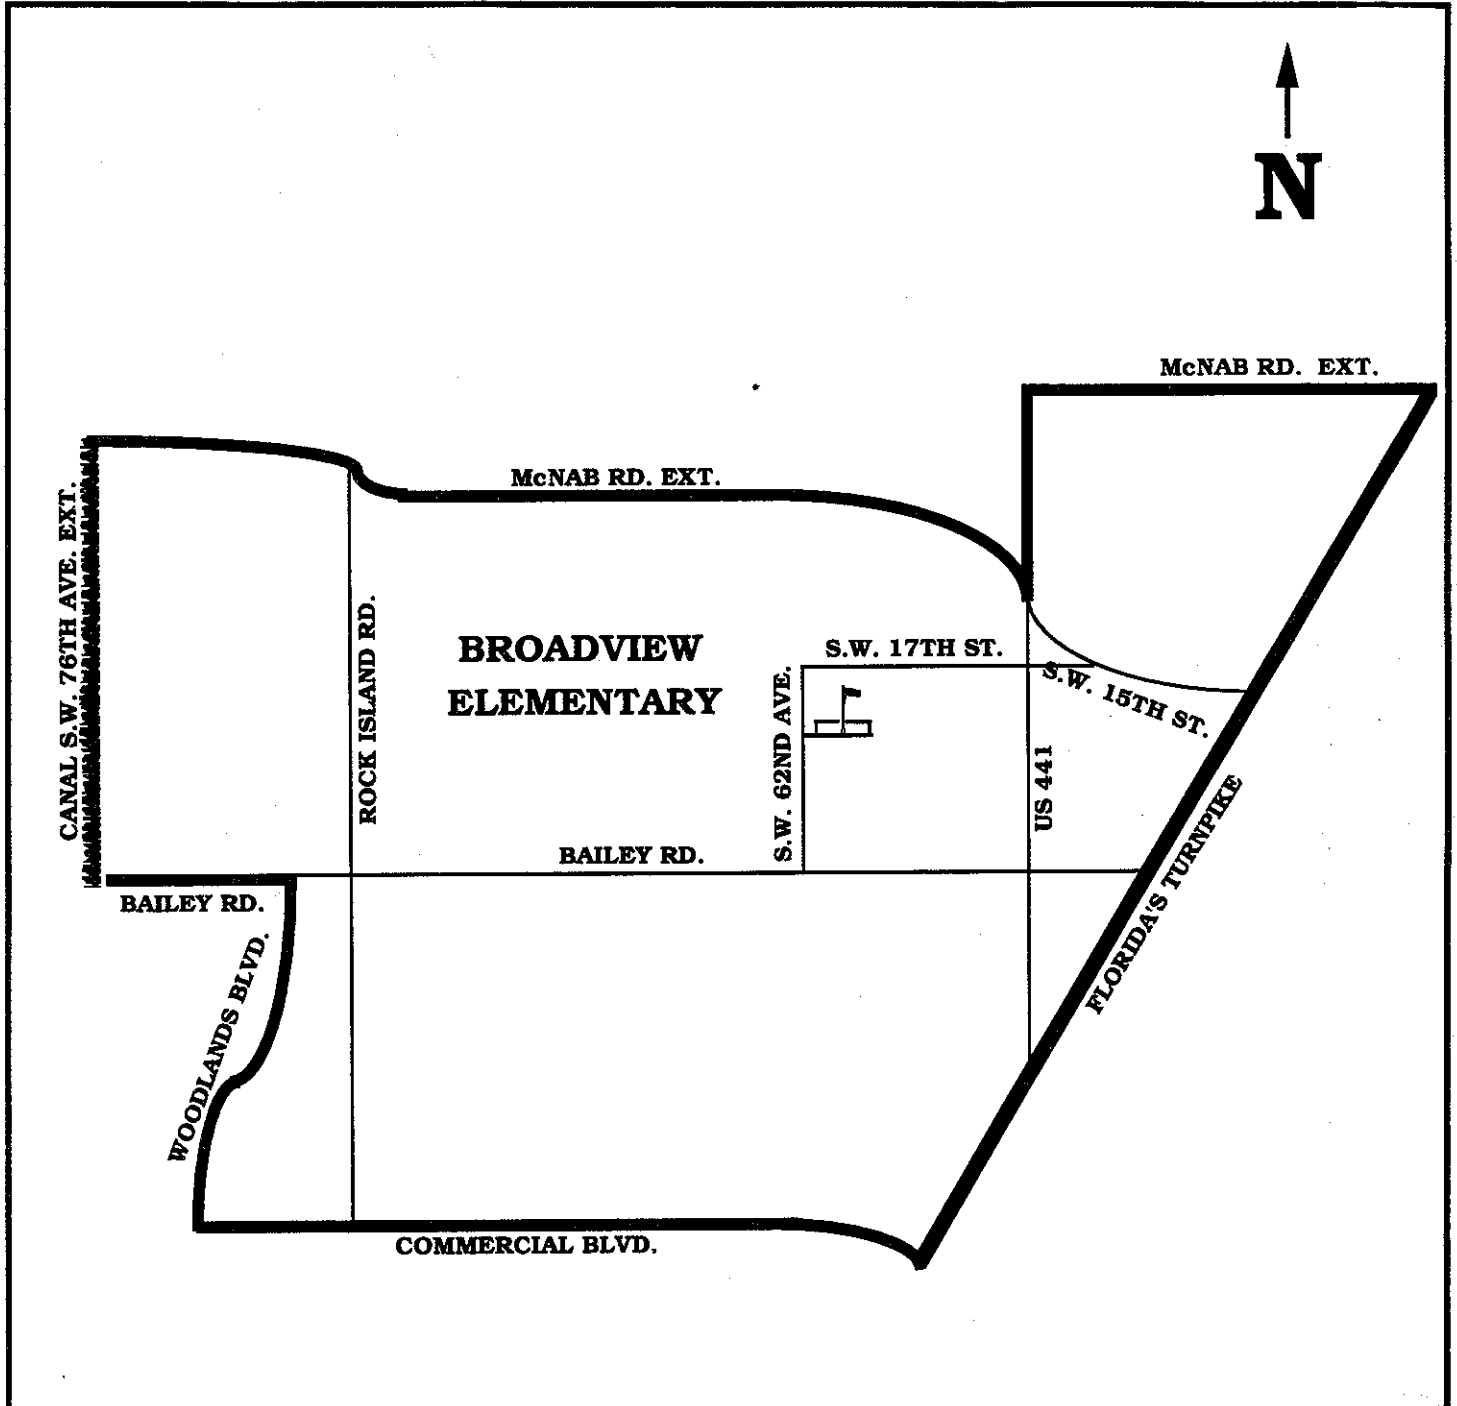 N
McNAB RD. EXT.
McNAB RD. EXT.
CANAL S.W. 76TH AVE. EXT.
ROCK ISLAND RD.
BROADVIEW
ELEMENTARY
S.W. 17TH ST.
S.W. 15TH ST.
S.W. 62ND AVE.
US 441
BAILEY RD.
FLORIDA'S TURNPIKE
BAILEY RD.
WOODLANDS BLVD.
COMMERCIAL BLVD.